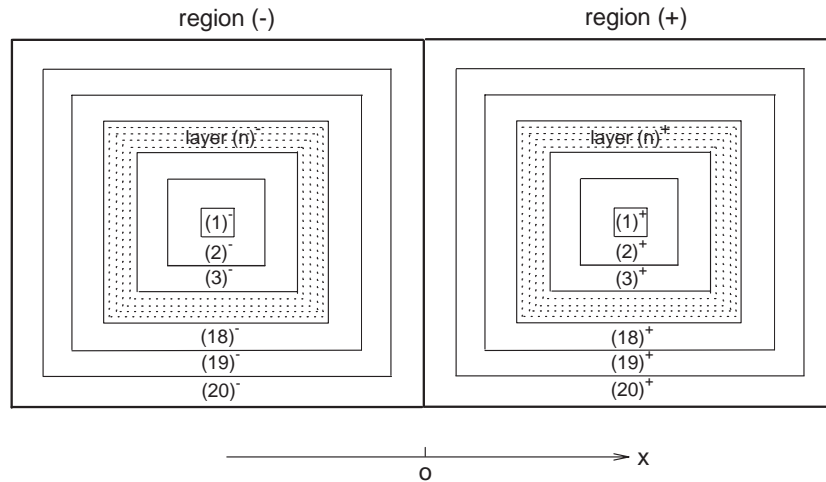 region (-) region (+)
layer (n)⁻ layer (n)⁺
(1)⁻ (1)⁺
(2)⁻ (2)⁺
(3)⁻ (3)⁺
(18)⁻ (18)⁺
(19)⁻ (19)⁺
(20)⁻ (20)⁺
x
o